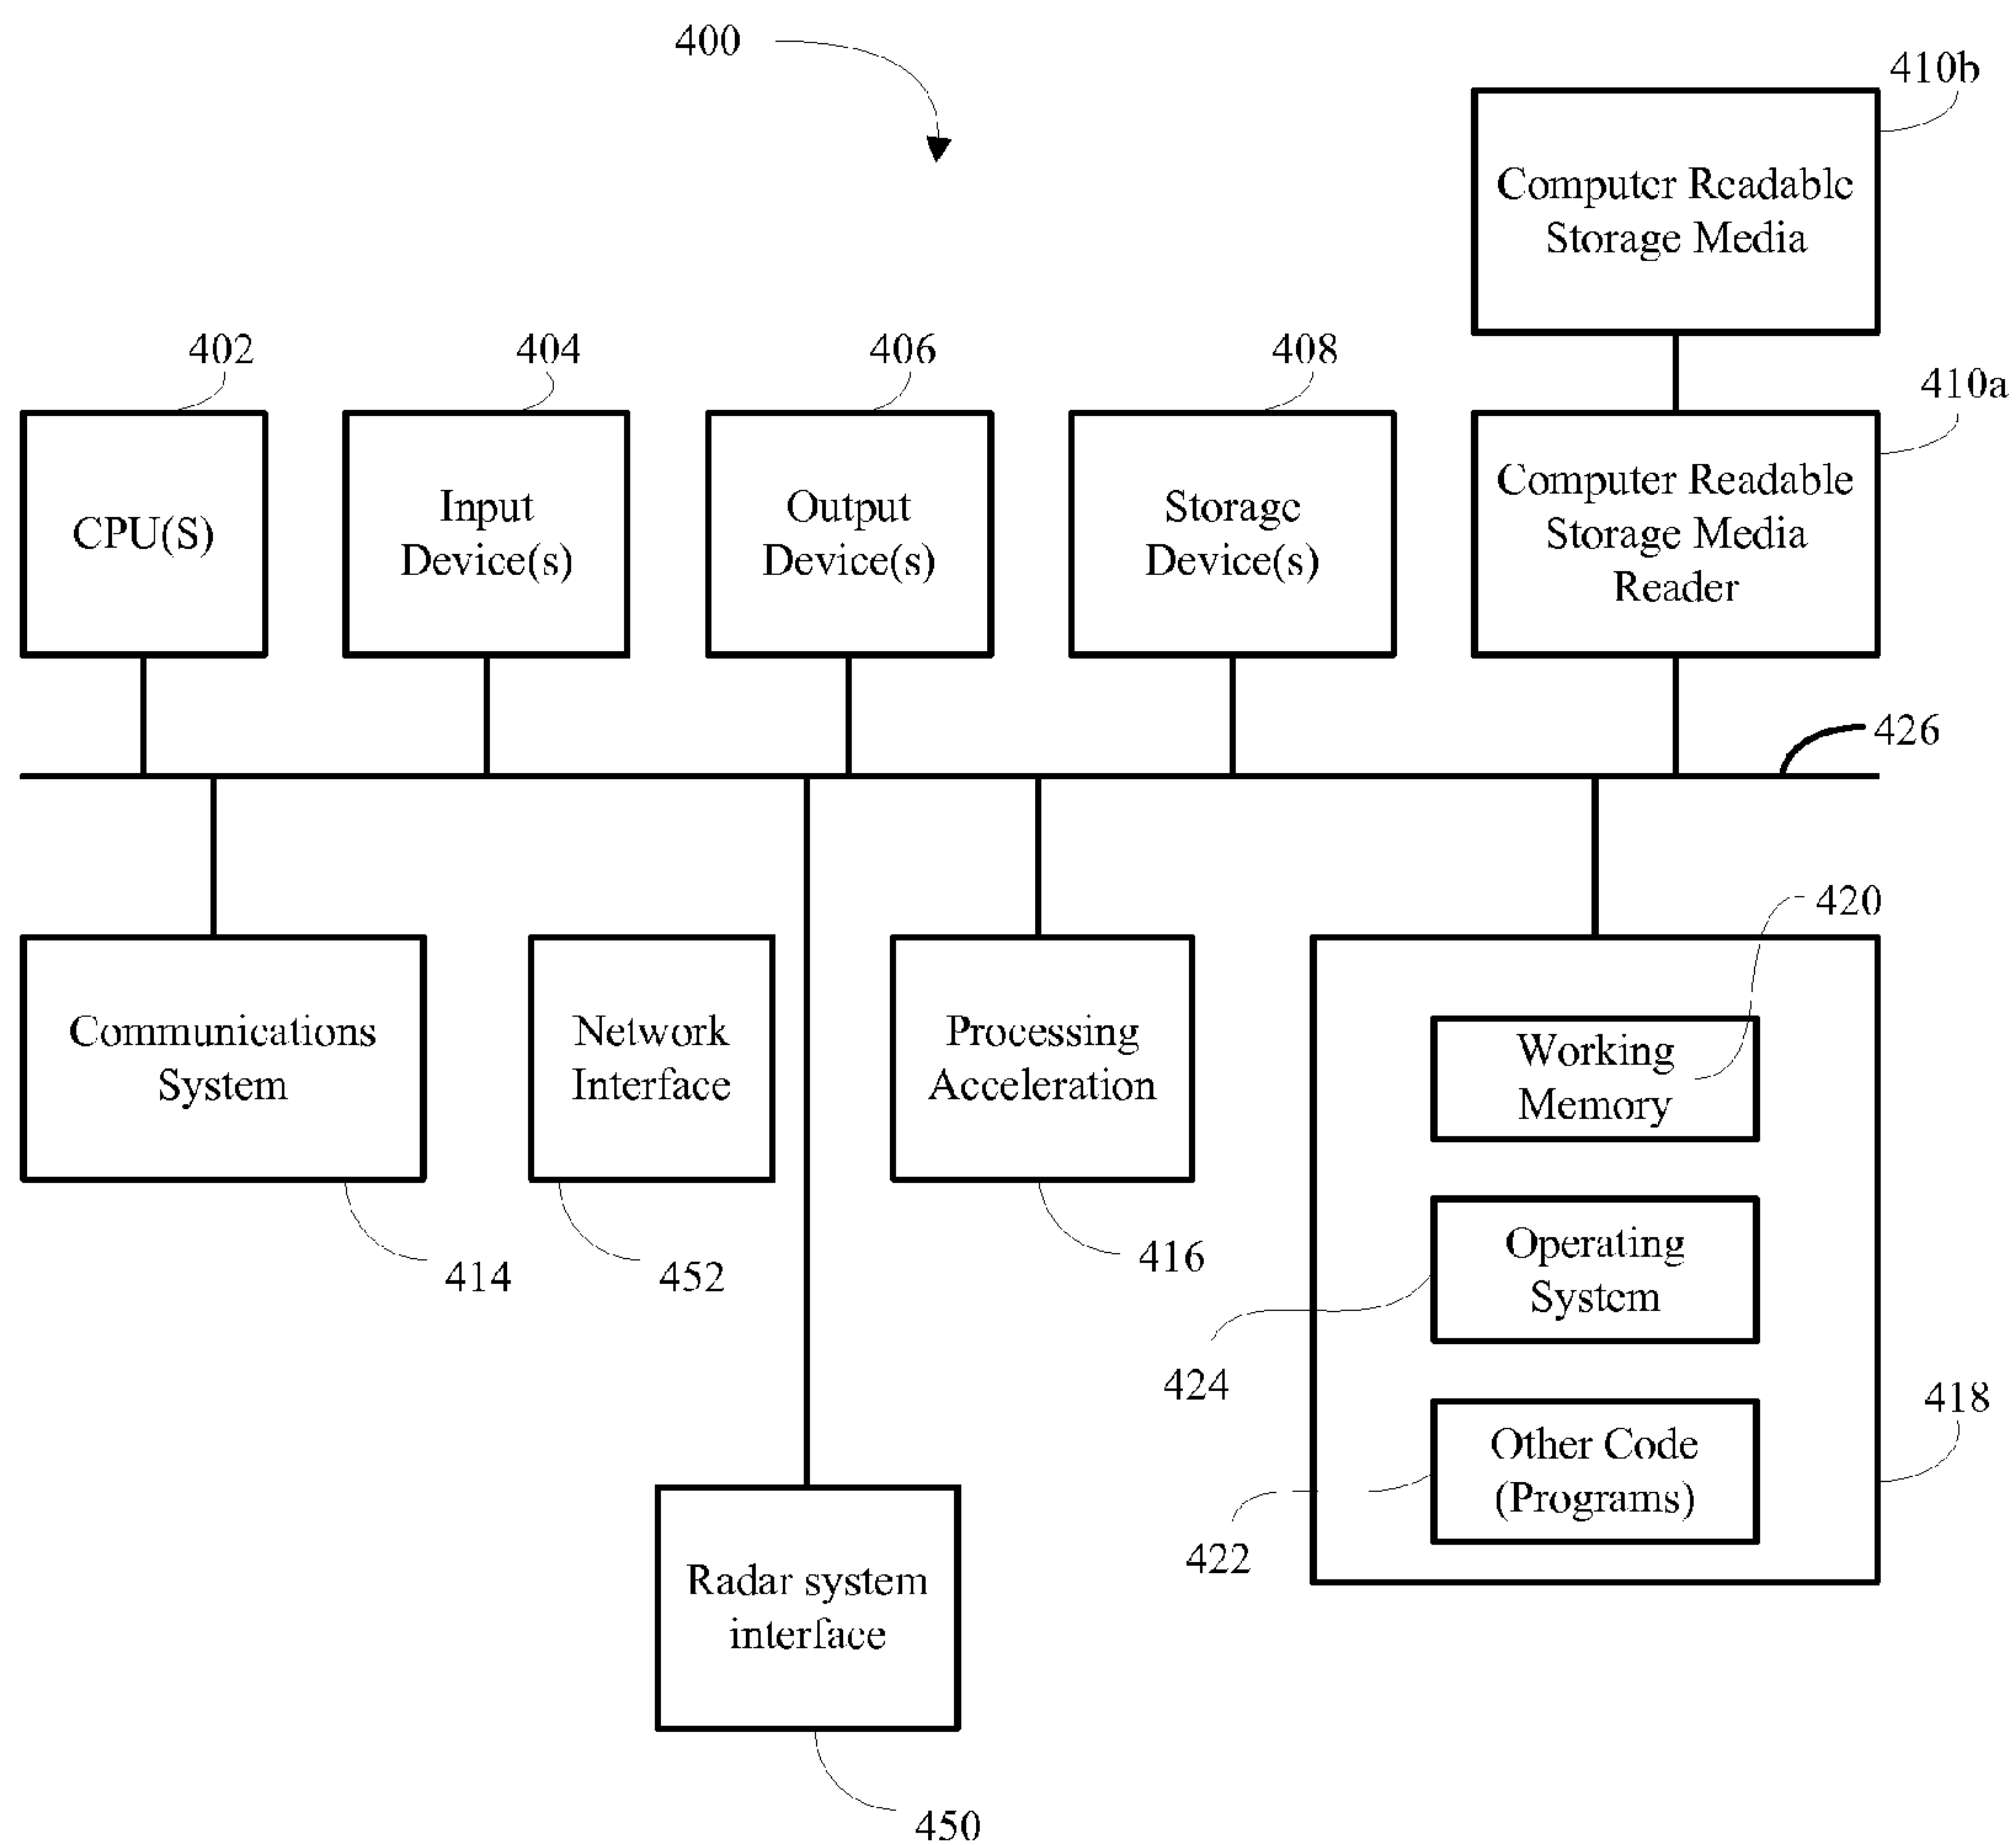 400
410b
Computer Readable
Storage Media
402
404
406
408
410a
CPU(S)
Input
Device(s)
Output
Device(s)
Storage
Device(s)
Computer Readable
Storage Media
Reader
426
420
Communications
System
Network
Interface
Processing
Acceleration
Working
Memory
414
452
416
Operating
System
424
418
Other Code
(Programs)
422
Radar system
interface
450